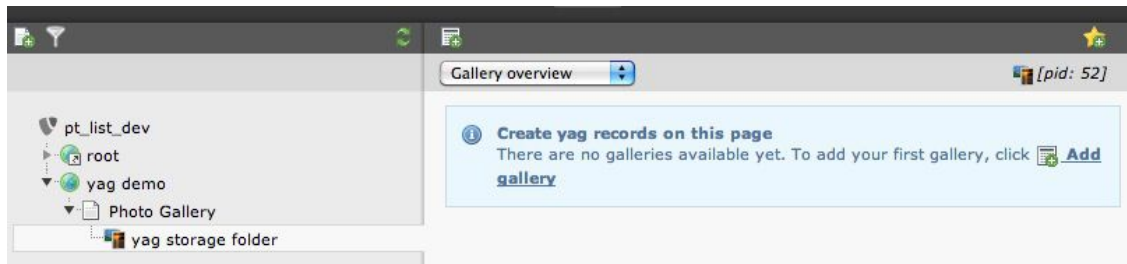 Gallery overview
[pid: 52]
pt_list_dev
root
yag demo
Photo Gallery
yag storage folder
Create yag records on this page
There are no galleries available yet. To add your first gallery, click Add
gallery